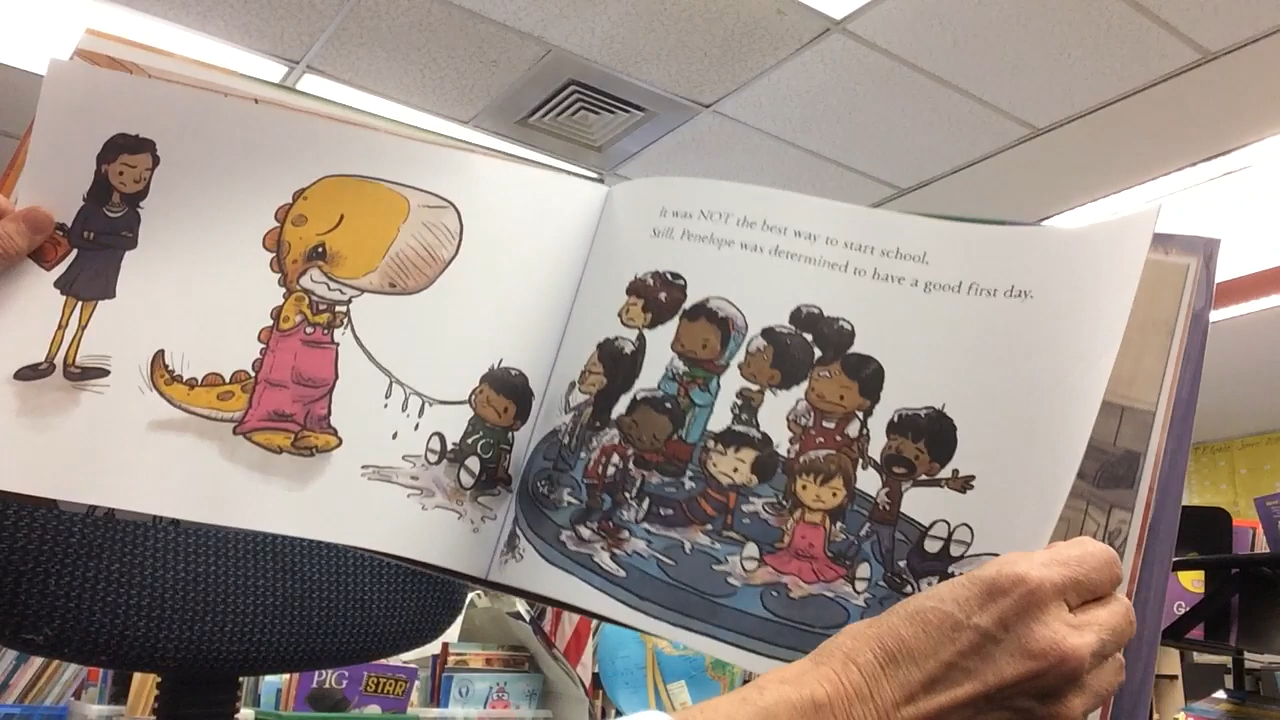 It was NOT the best way to start school,
Still, Penelope was determined to have a good first day.
PIG
STAR
G